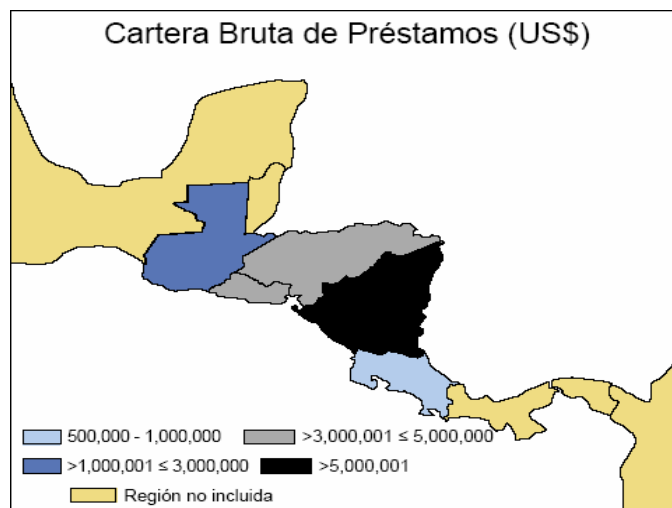 Cartera Bruta de Préstamos (US$)
500,000 - 1,000,000
>3,000,001 ≤ 5,000,000
>1,000,001 ≤ 3,000,000
>5,000,001
Región no incluida